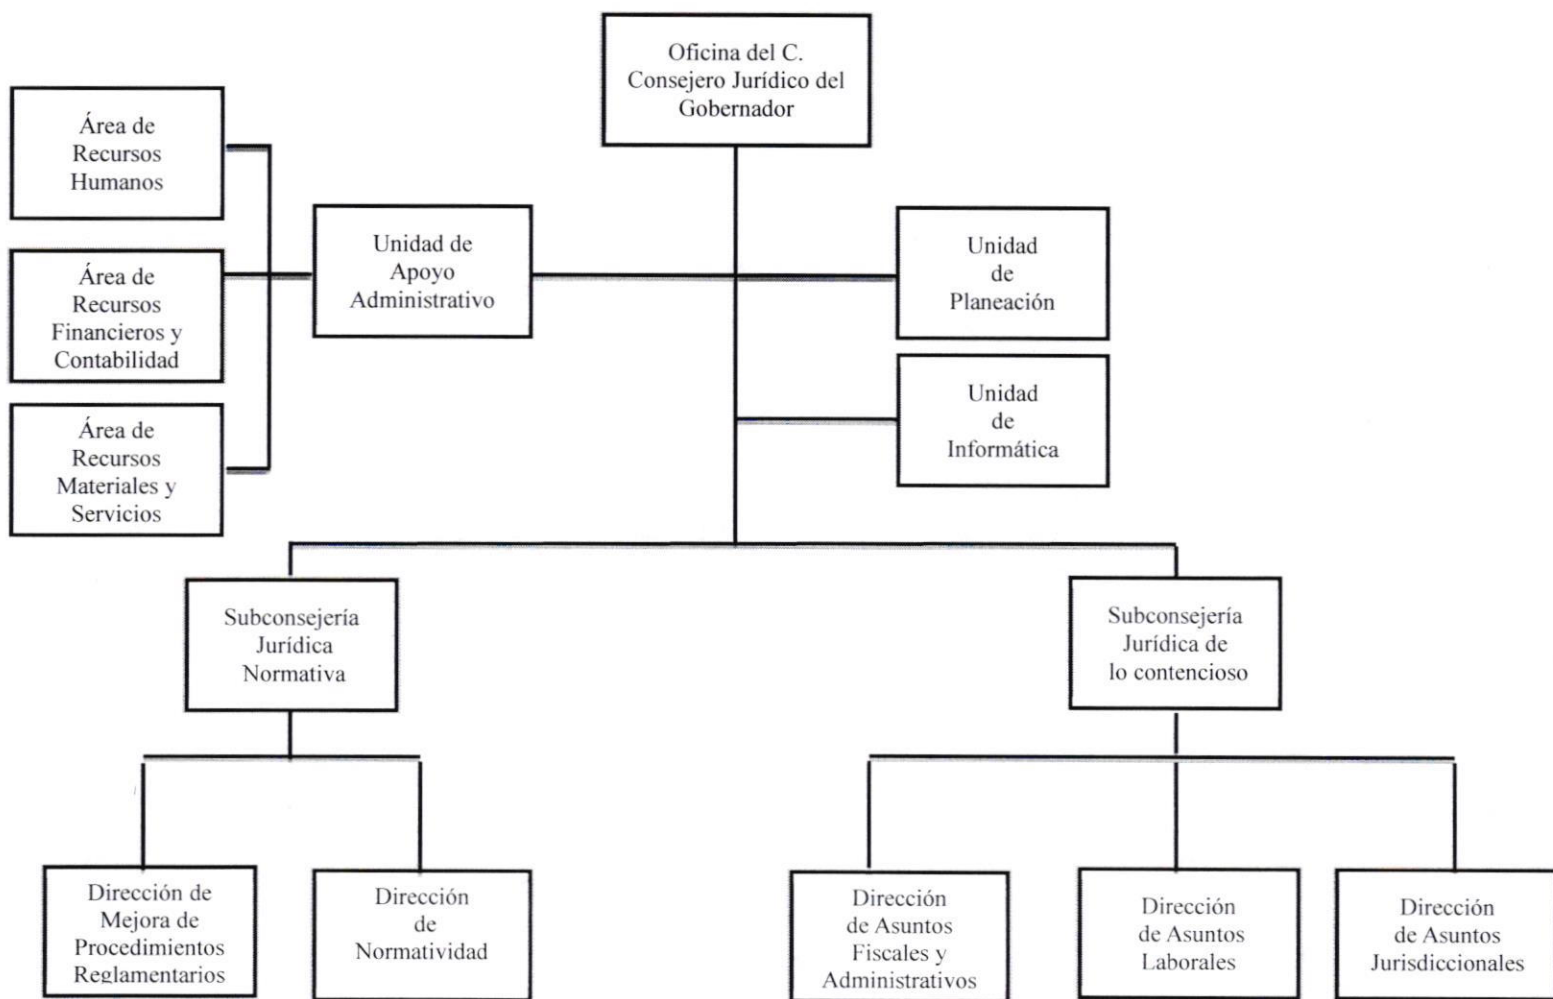 Oficina del C.
Consejero Jurídico del
Gobernador
Área de
Recursos
Humanos
Unidad de
Apoyo
Administrativo
Unidad
de
Planeación
Área de
Recursos
Financieros y
Contabilidad
Unidad
de
Informática
Área de
Recursos
Materiales y
Servicios
Subconsejería
Jurídica
Normativa
Subconsejería
Jurídica de
lo contencioso
Dirección de
Mejora de
Procedimientos
Reglamentarios
Dirección
de
Normatividad
Dirección
de Asuntos
Fiscales y
Administrativos
Dirección
de Asuntos
Laborales
Dirección
de Asuntos
Jurisdiccionales